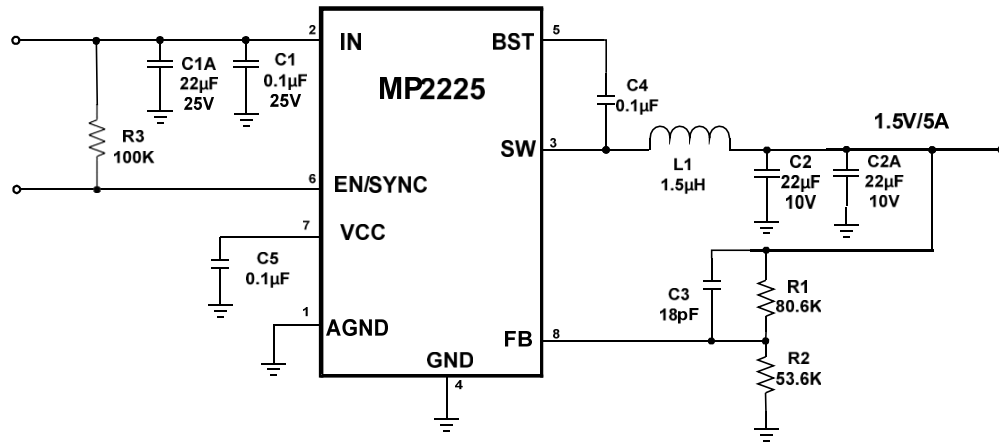 2
IN
BST
5
C1A
22µF
25V
C1
0.1µF
25V
MP2225
C4
0.1µF
R3
100K
SW
3
1.5V/5A
L1
1.5µH
C2
22µF
10V
C2A
22µF
10V
6
EN/SYNC
7
VCC
C5
0.1µF
1
AGND
C3
18pF
R1
80.6K
FB
8
GND
4
R2
53.6K